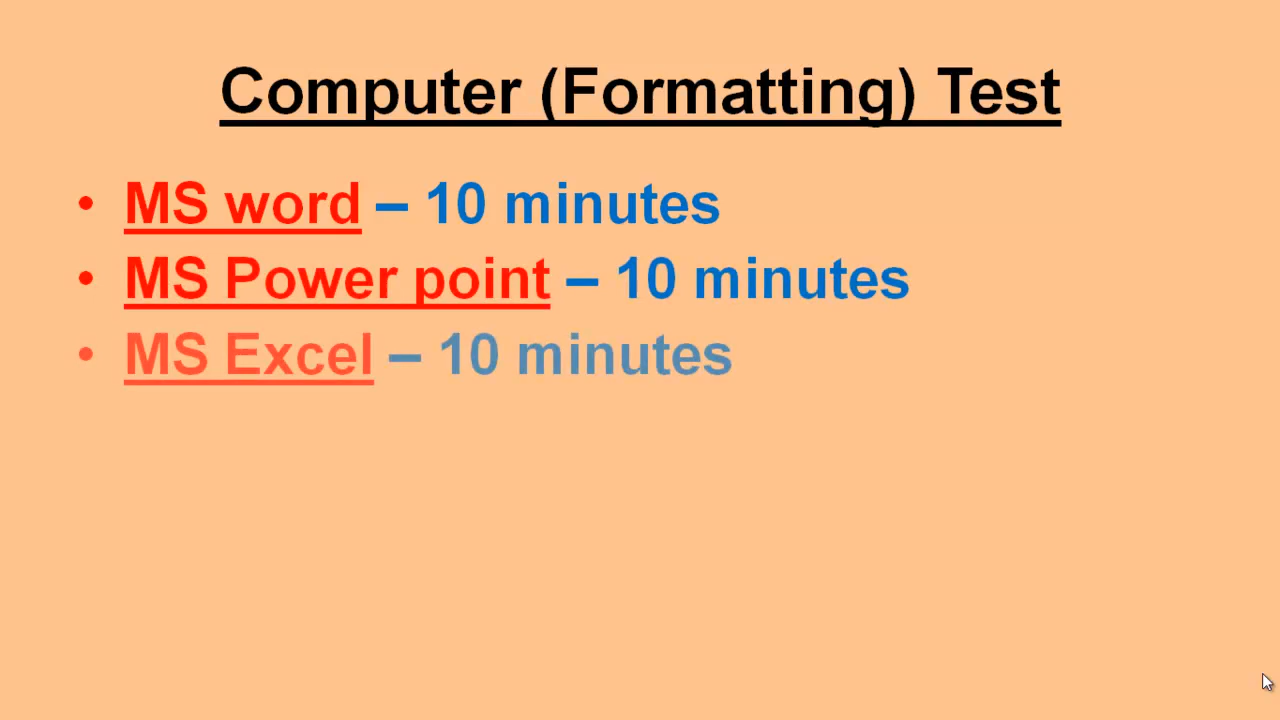 Computer (Formatting) Test
• MS word – 10 minutes
• MS Power point – 10 minutes
• MS Excel – 10 minutes